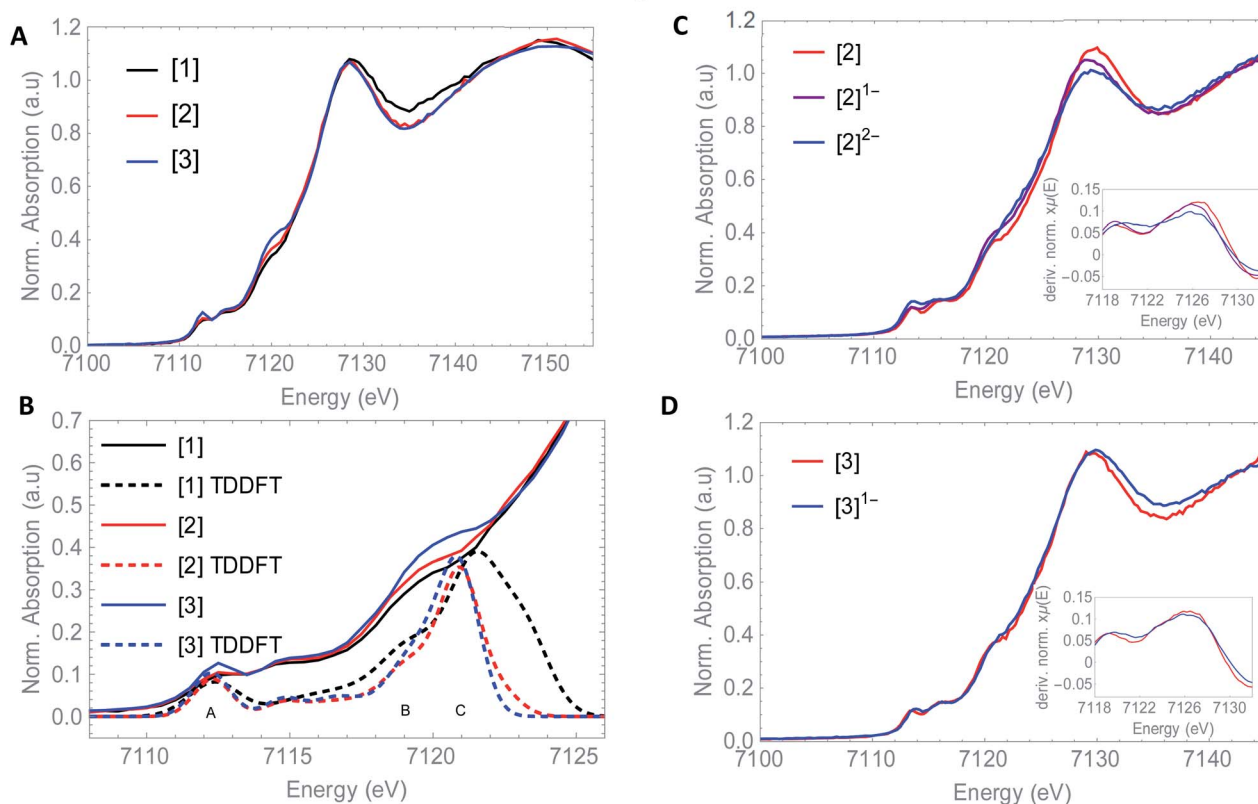 A
Norm. Absorption (a.u)
1.2
1.0
0.8
0.6
0.4
0.2
0.0
[1]
[2]
[3]
7100 7110 7120 7130 7140 7150
Energy (eV)
B
Norm. Absorption (a.u)
0.7
0.6
0.5
0.4
0.3
0.2
0.1
0.0
[1]
[1] TDDFT
[2]
[2] TDDFT
[3]
[3] TDDFT
A B C
7110 7115 7120 7125
Energy (eV)
C
Norm. Absorption (a.u)
1.2
1.0
0.8
0.6
0.4
0.2
0.0
[2]
[2]¹⁻
[2]²⁻
deriv. norm. xμ(E)
0.15
0.1
0.05
0
−0.05
7118 7122 7126 7130
Energy (eV)
7100 7110 7120 7130 7140
Energy (eV)
D
Norm. Absorption (a.u)
1.2
1.0
0.8
0.6
0.4
0.2
0.0
[3]
[3]¹⁻
deriv. norm. xμ(E)
0.15
0.1
0.05
0
−0.05
7118 7122 7126 7130
Energy (eV)
7100 7110 7120 7130 7140
Energy (eV)